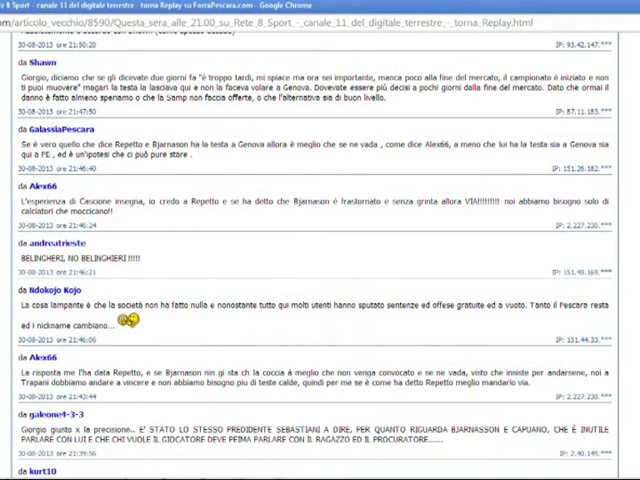 e 8 Sport_- canale 11 del digitale terrestre_- torna Replay su ForzaPescara.com - Google Chrome
om/articolo_vecchio/8590/Questa_sera_alle_21.00_su_Rete_8_Sport_-_canale_11_del_digitale_terrestre_-_torna_Replay.html
30-08-2013 ore 21:50:20 IP: 93.42.147.***
da Shawn
Giorgio, diciamo che se gli dicevate due giorni fa "è troppo tardi, mi spiace ma ora sei importante, manca poco alla fine del mercato, il campionato è iniziato e non
ti puoi muovere" magari la testa la lasciava qui e non la faceva volare a Genova. Dovevate essere più decisi a pochi giorni dalla fine del mercato. Dato che ormai il
danno è fatto almeno speriamo o che la Samp non faccia offerte, o che l'alternativa sia di buon livello.
30-08-2013 ore 21:47:50 IP: 87.11.183.***
da GalassiaPescara
Se è vero quello che dice Repetto e Bjarnason ha la testa a Genova allora è meglio che se ne vada , come dice Alex66, a meno che lui ha la testa sia a Genova sia
qui a PE , ed è un'ipotesi che ci può pure stare .
30-08-2013 ore 21:46:40 IP: 151.26.182.***
da Alex66
L'esperienza di Cascione insegna, io credo a Repetto e se ha detto che Bjarnason è frastornato e senza grinta allora VIA!!!!!!!!! noi abbiamo bisogno solo di
calciatori che moccicano!!
30-08-2013 ore 21:46:24 IP: 2.227.230.***
da andreatrieste
BELINGHERI, NO BELINGHIERI !!!!!
30-08-2013 ore 21:46:21 IP: 151.49.169.***
da Ndokojo Kojo
La cosa lampante è che la società non ha fatto nulla e nonostante tutto qui molti utenti hanno sputato sentenze ed offese gratuite ed a vuoto. Tanto il Pescara resta
ed i nickname cambiano...
30-08-2013 ore 21:46:06 IP: 151.44.33.***
da Alex66
La risposta me l'ha data Repetto, e se Bjarnason nin gi sta ch la coccia à meglio che non venga convocato e se ne vada, visto che insiste per andarsene, noi a
Trapani dobbiamo andare a vincere e non abbiamo bisogno piu di teste calde, quindi per me se è come ha detto Repetto meglio mandarlo via.
30-08-2013 ore 21:43:44 IP: 2.227.230.***
da galeone4-3-3
Giorgio giusto x la precisione.. E' STATO LO STESSO PREDIDENTE SEBASTIANI A DIRE, PER QUANTO RIGUARDA BJARNASSON E CAPUANO, CHE È INUTILE
PARLARE CON LUI E CHE CHI VUOLE IL GIOCATORE DEVE PEIMA PARLARE CON IL RAGAZZO ED IL PROCURATORE......
30-08-2013 ore 21:39:56 IP: 2.40.145.***
da kurt10